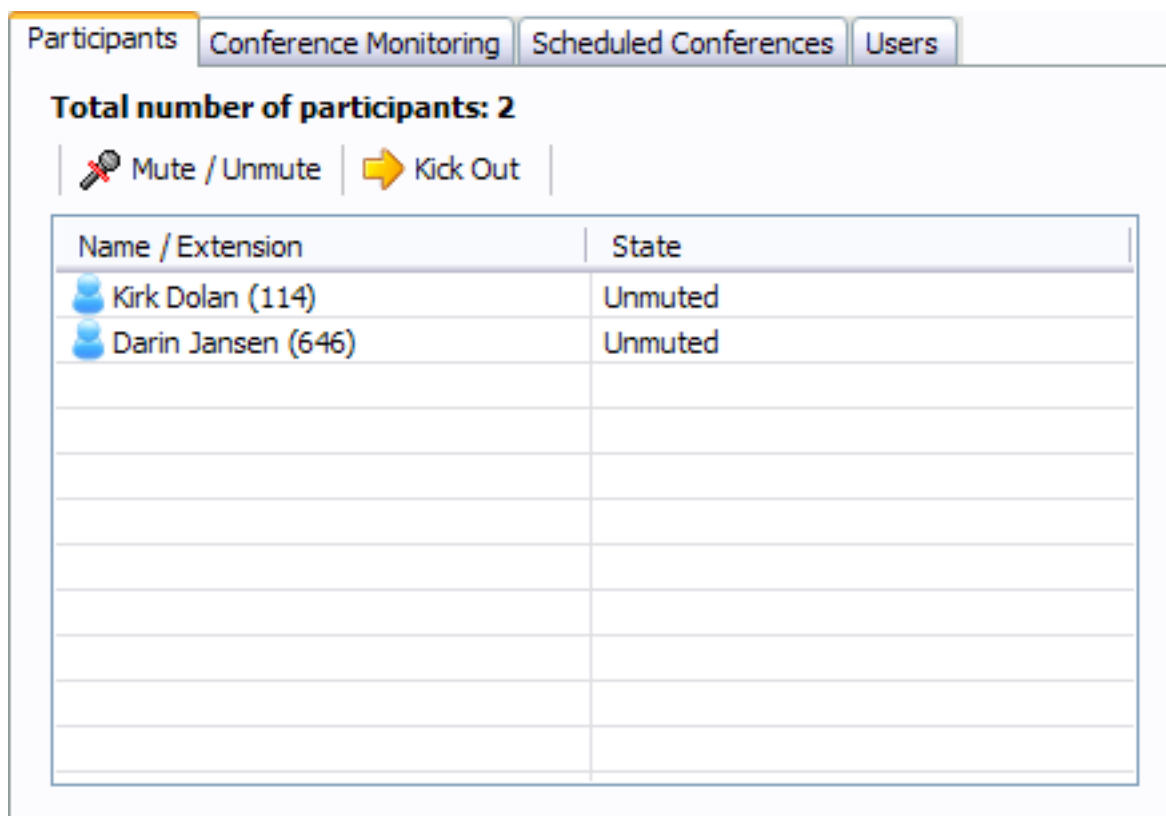 Participants Conference Monitoring Scheduled Conferences Users
Total number of participants: 2
Mute / Unmute Kick Out
Name / Extension State
Kirk Dolan (114) Unmuted
Darin Jansen (646) Unmuted